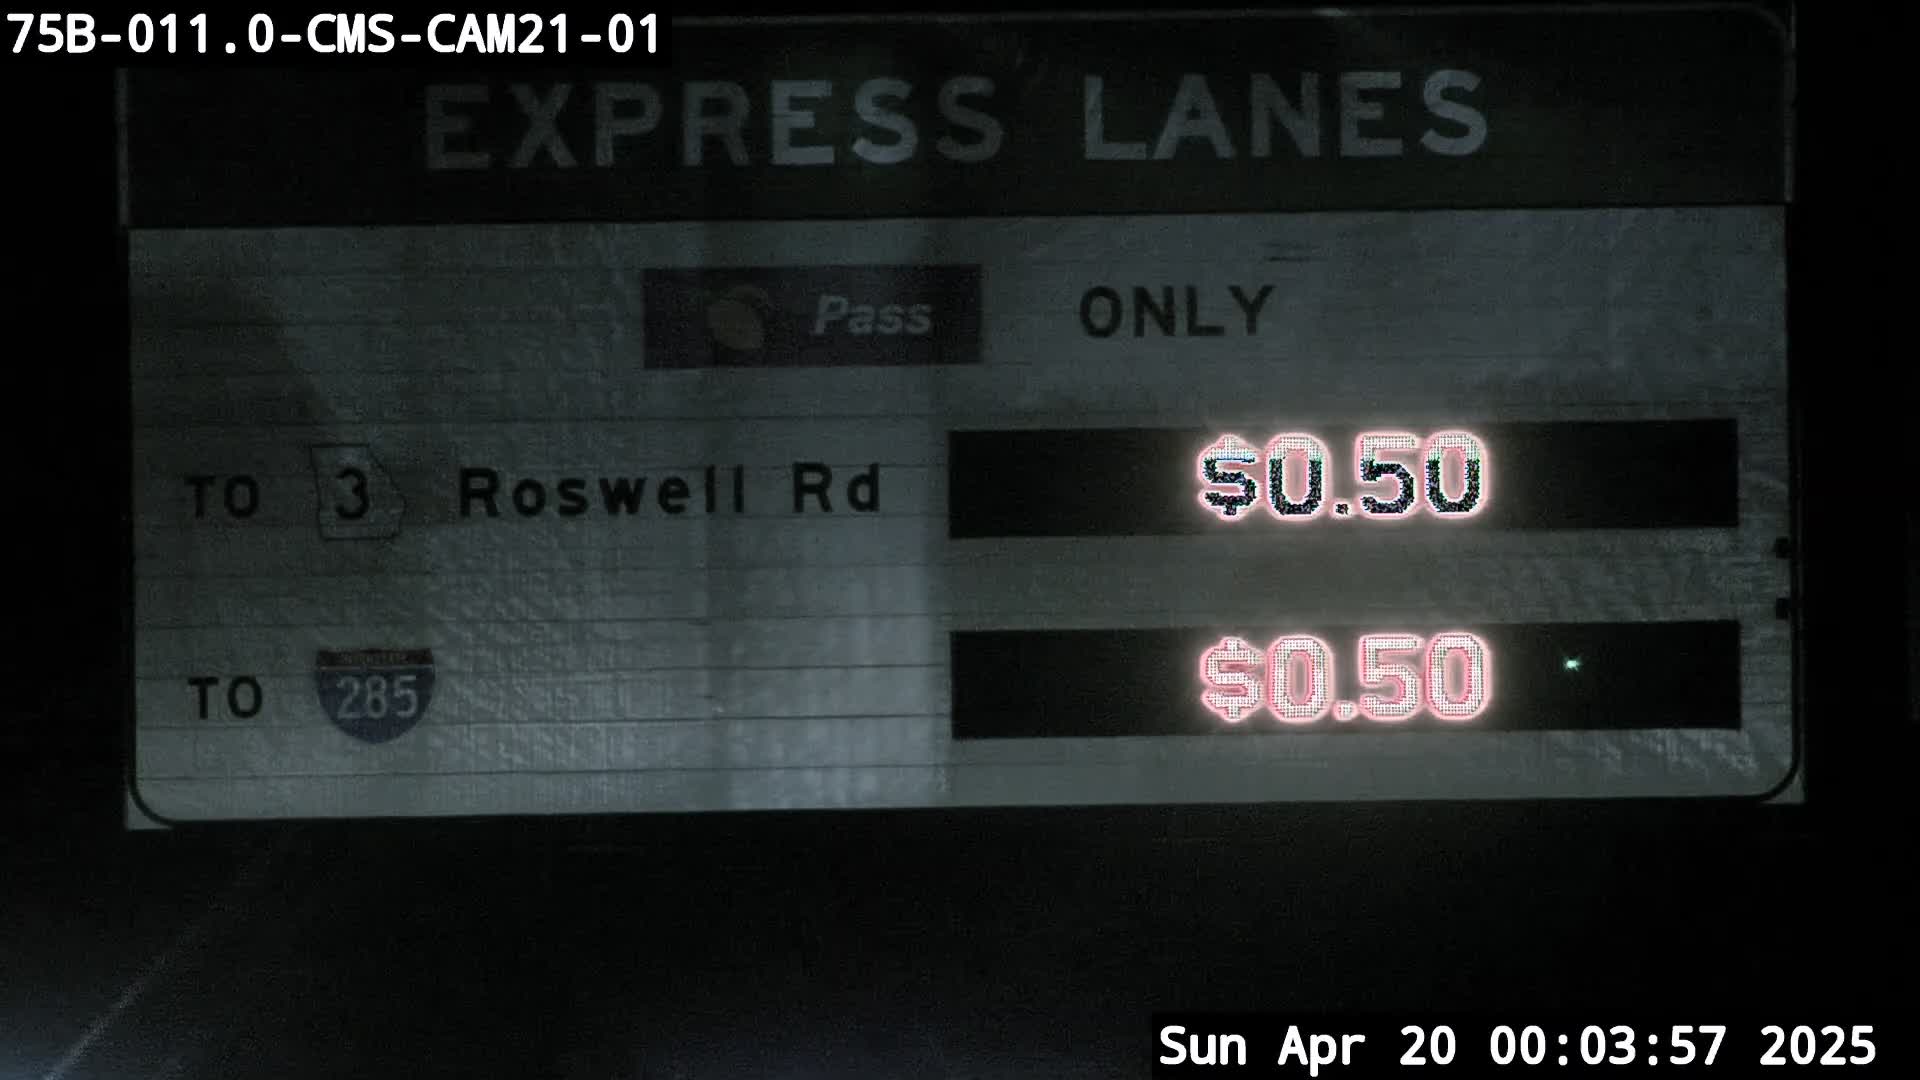 75B-011.0-CMS-CAM21-01
EXPRESS LANES
Pass ONLY
TO 3 Roswell Rd $0.50
TO 285 $0.50
Sun Apr 20 00:03:57 2025